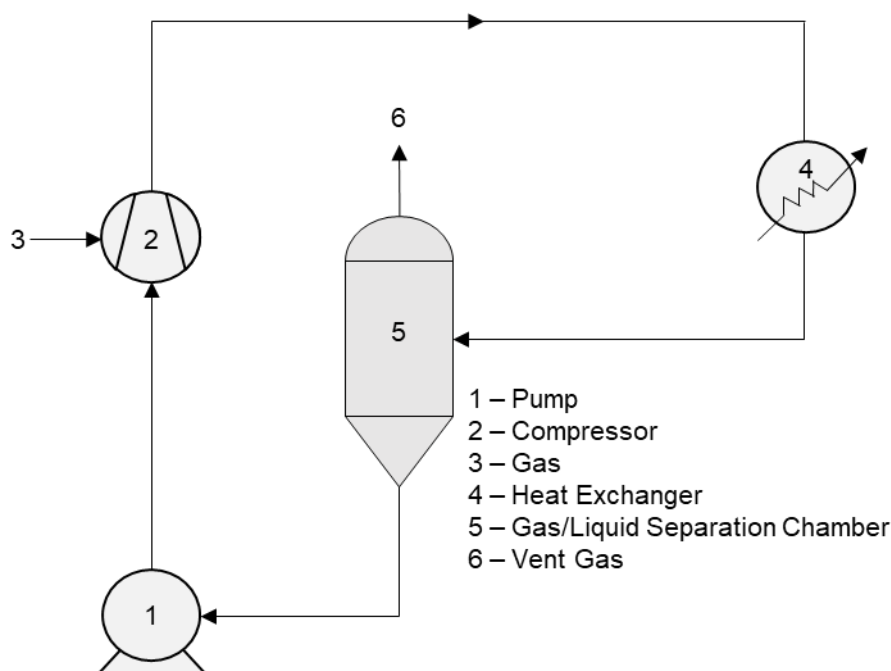 6
4
3
2
5
1 – Pump
2 – Compressor
3 – Gas
4 – Heat Exchanger
5 – Gas/Liquid Separation Chamber
6 – Vent Gas
1